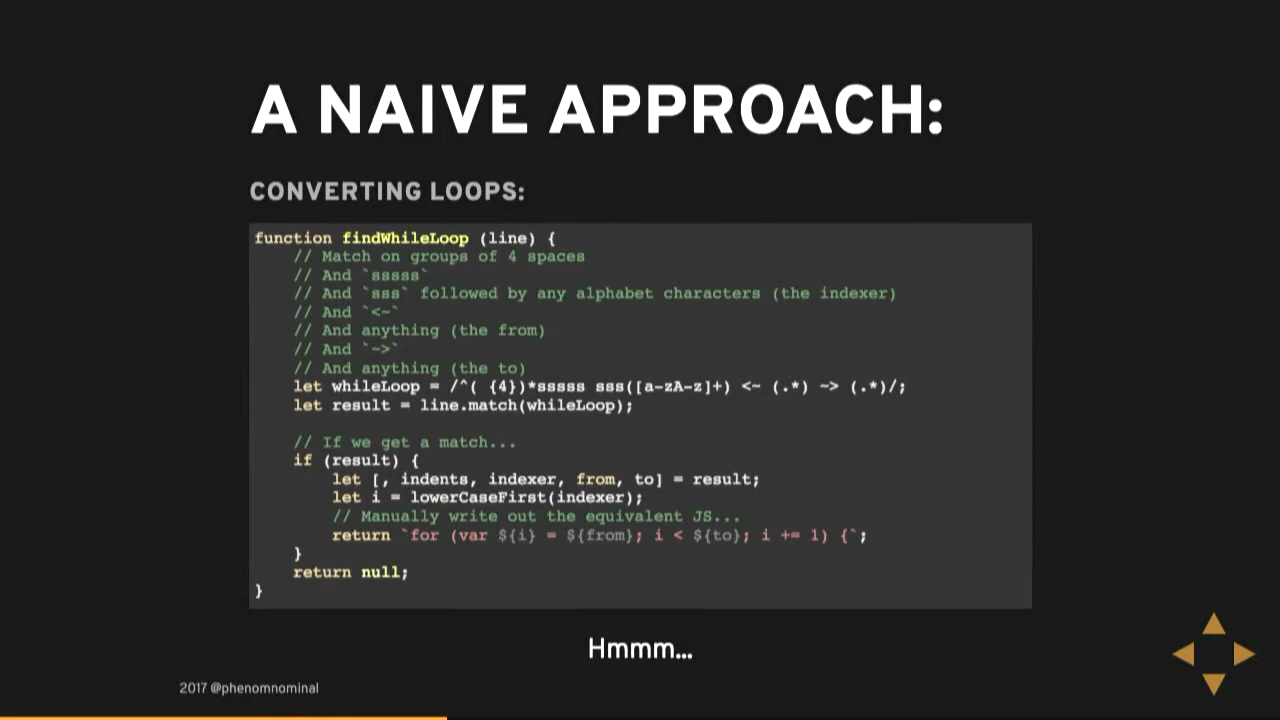 A NAIVE APPROACH:
CONVERTING LOOPS:
function findWhileLoop (line) {
    // Match on groups of 4 spaces
    // And `sssss`
    // And `sss` followed by any alphabet characters (the indexer)
    // And `<~`
    // And anything (the from)
    // And `~>`
    // And anything (the to)
    let whileLoop = /^( {4})*sssss sss([a-zA-z]+) <~ (.*) ~> (.*)/;
    let result = line.match(whileLoop);
    // If we get a match...
    if (result) {
        let [, indents, indexer, from, to] = result;
        let i = lowerCaseFirst(indexer);
        // Manually write out the equivalent JS...
        return `for (var ${i} = ${from}; i < ${to}; i += 1) {`;
    }
    return null;
}
Hmmm...
2017 @phenomnominal